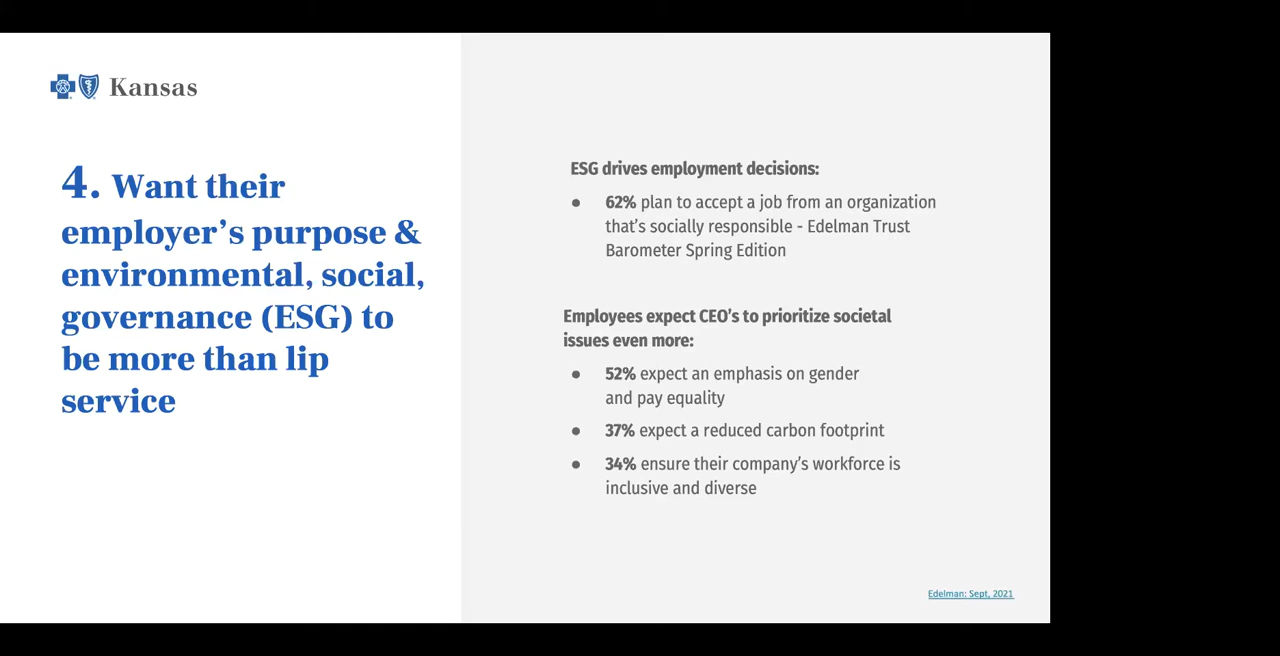 Kansas
4. Want their
employer’s purpose &
environmental, social,
governance (ESG) to
be more than lip
service
ESG drives employment decisions:
● 62% plan to accept a job from an organization
that’s socially responsible - Edelman Trust
Barometer Spring Edition
Employees expect CEO’s to prioritize societal
issues even more:
● 52% expect an emphasis on gender
and pay equality
● 37% expect a reduced carbon footprint
● 34% ensure their company’s workforce is
inclusive and diverse
Edelman: Sept, 2021